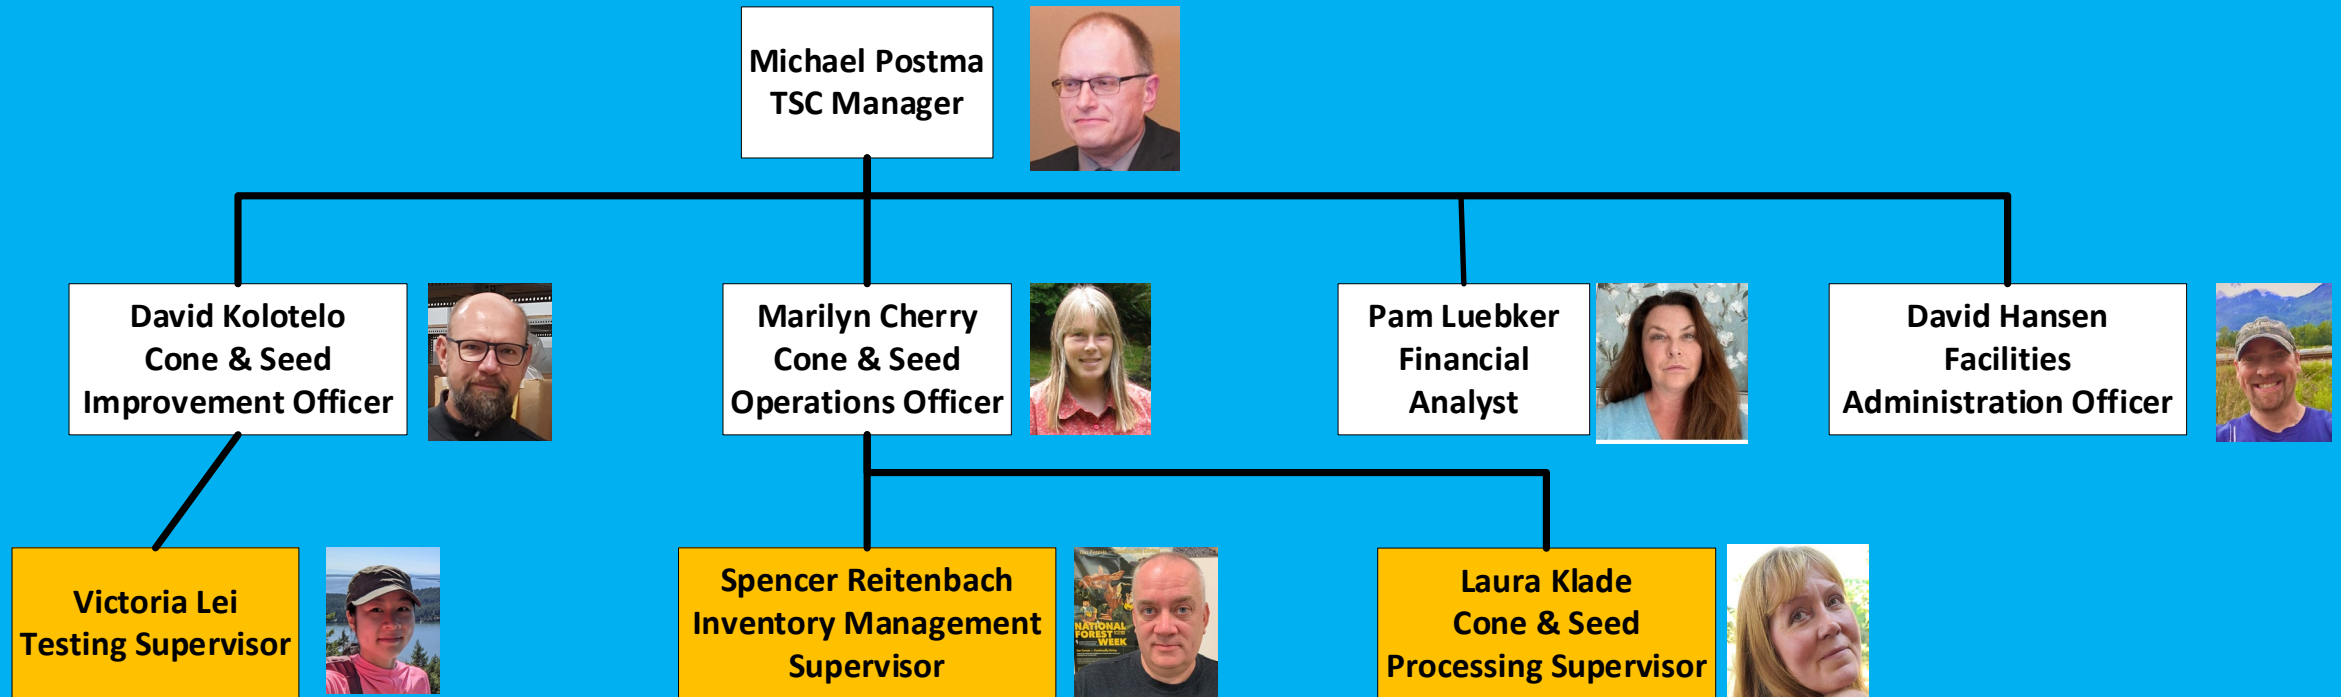 Michael Postma
TSC Manager
David Kolotelo
Cone & Seed
Improvement Officer
Marilyn Cherry
Cone & Seed
Operations Officer
Pam Luebker
Financial
Analyst
David Hansen
Facilities
Administration Officer
Victoria Lei
Testing Supervisor
Spencer Reitenbach
Inventory Management
Supervisor
NATIONAL
FOREST
WEEK
Laura Klade
Cone & Seed
Processing Supervisor